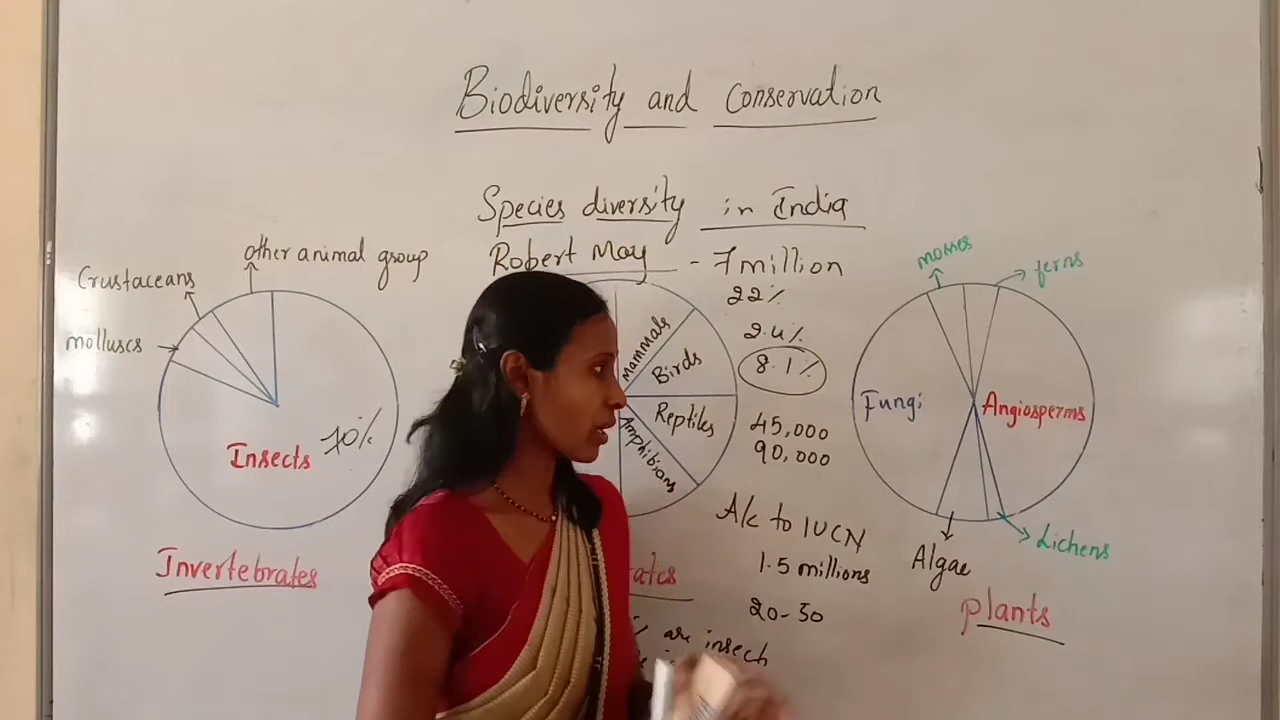 Biodiversity and Conservation
Species diversity in India
Robert May - 7 million
22%
2.4%
8.1%
45,000
90,000
A/c to IUCN
1.5 millions
20-50
are insech
other animal group
Crustaceans
molluscs
Insects 70%
Invertebrates
Mammals
Birds
Reptiles
Amphibians
mosses
ferns
Fungi
Angiosperms
Lichens
Algae
Plants